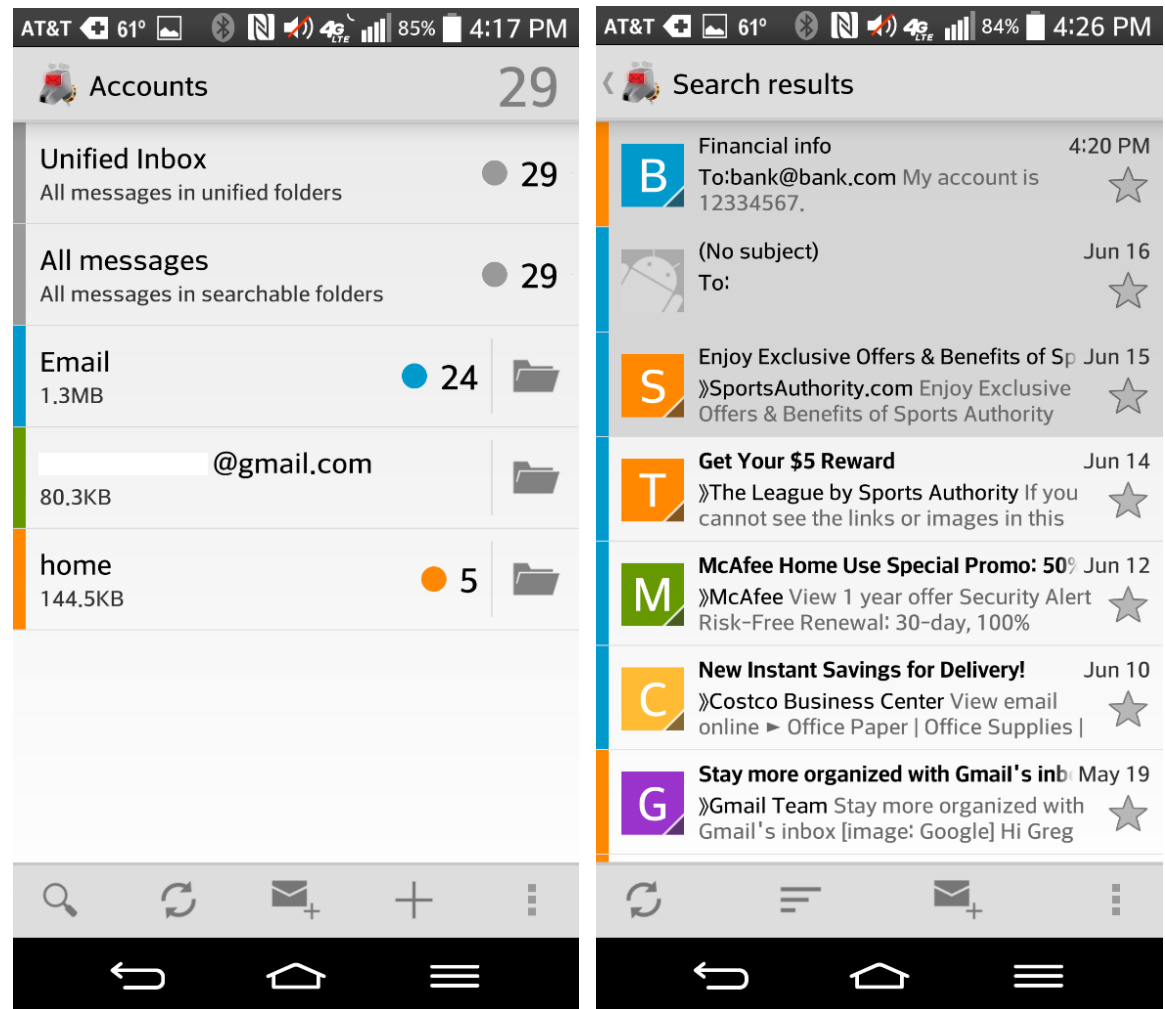 AT&T 61° 4G LTE 85% 4:17 PM
Accounts 29
Unified Inbox 29
All messages in unified folders
All messages 29
All messages in searchable folders
Email 24
1.3MB
@gmail.com
80.3KB
home 5
144.5KB
AT&T 61° 4G LTE 84% 4:26 PM
Search results
B
Financial info 4:20 PM
To:bank@bank.com My account is
12334567.
(No subject) Jun 16
To:
S
Enjoy Exclusive Offers & Benefits of Sp Jun 15
»SportsAuthority.com Enjoy Exclusive
Offers & Benefits of Sports Authority
T
Get Your $5 Reward Jun 14
»The League by Sports Authority If you
cannot see the links or images in this
M
McAfee Home Use Special Promo: 50% Jun 12
»McAfee View 1 year offer Security Alert
Risk-Free Renewal: 30-day, 100%
C
New Instant Savings for Delivery! Jun 10
»Costco Business Center View email
online ► Office Paper | Office Supplies |
G
Stay more organized with Gmail's inbo May 19
»Gmail Team Stay more organized with
Gmail's inbox [image: Google] Hi Greg